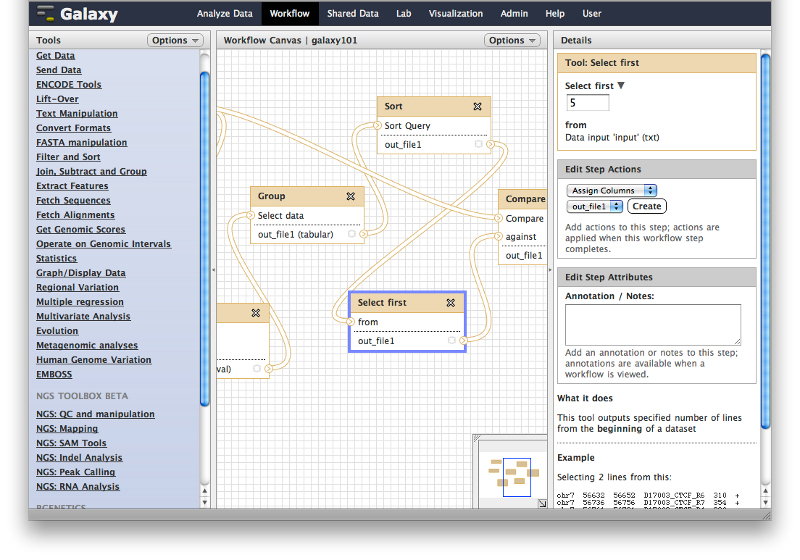 Galaxy
Analyze Data Workflow Shared Data Lab Visualization Admin Help User
Tools Options
Get Data
Send Data
ENCODE Tools
Lift-Over
Text Manipulation
Convert Formats
FASTA manipulation
Filter and Sort
Join, Subtract and Group
Extract Features
Fetch Sequences
Fetch Alignments
Get Genomic Scores
Operate on Genomic Intervals
Statistics
Graph/Display Data
Regional Variation
Multiple regression
Multivariate Analysis
Evolution
Metagenomic analyses
Human Genome Variation
EMBOSS
NGS TOOLBOX BETA
NGS: QC and manipulation
NGS: Mapping
NGS: SAM Tools
NGS: Indel Analysis
NGS: Peak Calling
NGS: RNA Analysis
Workflow Canvas | galaxy101 Options
Sort
Sort Query
out_file1
Group
Select data
out_file1 (tabular)
Compare
Compare
against
out_file1
Select first
from
out_file1
val)
Details
Tool: Select first
Select first
5
from
Data input 'input' (txt)
Edit Step Actions
Assign Columns
out_file1 Create
Add actions to this step; actions are
applied when this workflow step
completes.
Edit Step Attributes
Annotation / Notes:
Add an annotation or notes to this step;
annotations are available when a
workflow is viewed.
What it does
This tool outputs specified number of lines
from the beginning of a dataset
Example
Selecting 2 lines from this:
chr7 56632 56652 D17003_CTCF_R6 310 +
chr7 56736 56756 D17003_CTCF_R7 354 +